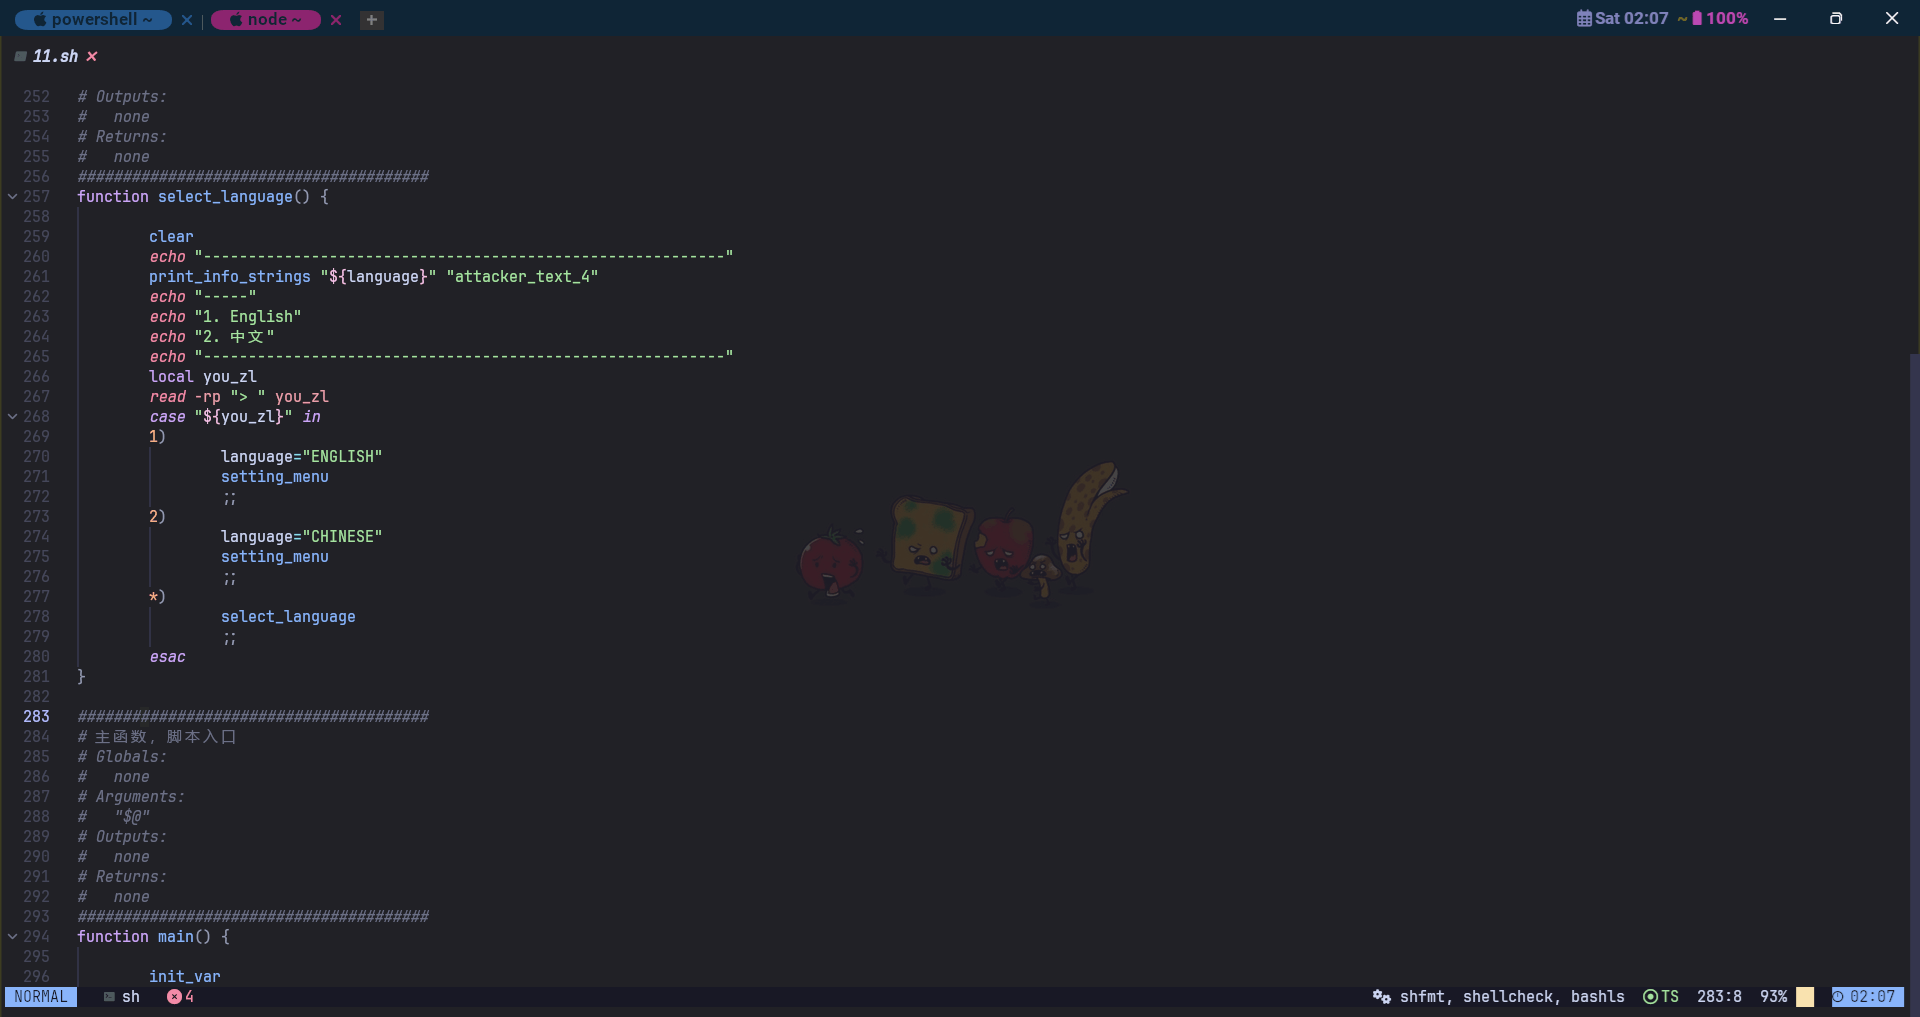 powershell ~ × | node ~ × + Sat 02:07 ~ 100%
11.sh ×
252 # Outputs:
253 #   none
254 # Returns:
255 #   none
256 #######################################
257 function select_language() {
258
259         clear
260         echo "----------------------------------------------------------"
261         print_info_strings "${language}" "attacker_text_4"
262         echo "-----"
263         echo "1. English"
264         echo "2. 中文"
265         echo "----------------------------------------------------------"
266         local you_zl
267         read -rp "> " you_zl
268         case "${you_zl}" in
269         1)
270                 language="ENGLISH"
271                 setting_menu
272                 ;;
273         2)
274                 language="CHINESE"
275                 setting_menu
276                 ;;
277         *)
278                 select_language
279                 ;;
280         esac
281 }
282
283 #######################################
284 # 主函数，脚本入口
285 # Globals:
286 #   none
287 # Arguments:
288 #   "$@"
289 # Outputs:
290 #   none
291 # Returns:
292 #   none
293 #######################################
294 function main() {
295
296         init_var
NORMAL sh 4 shfmt, shellcheck, bashls TS 283:8 93% 02:07